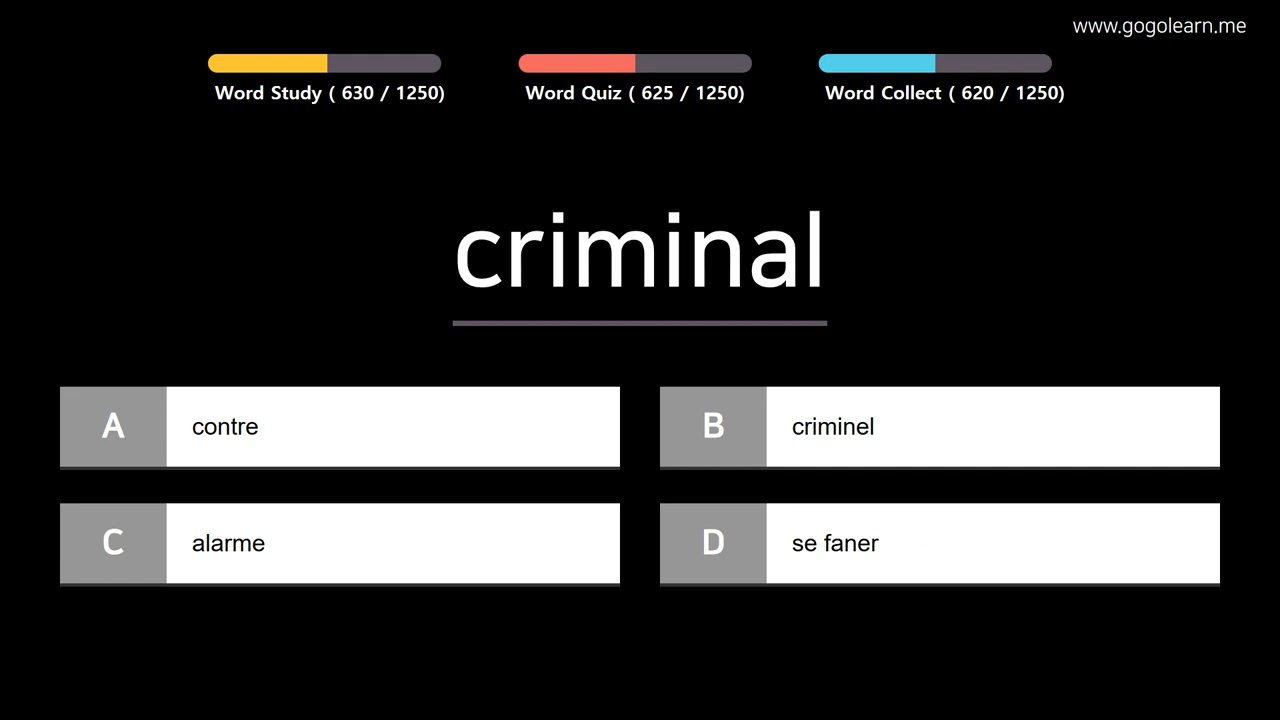 www.gogolearn.me
Word Study ( 630 / 1250)
Word Quiz ( 625 / 1250)
Word Collect ( 620 / 1250)
criminal
A contre
B criminel
C alarme
D se faner